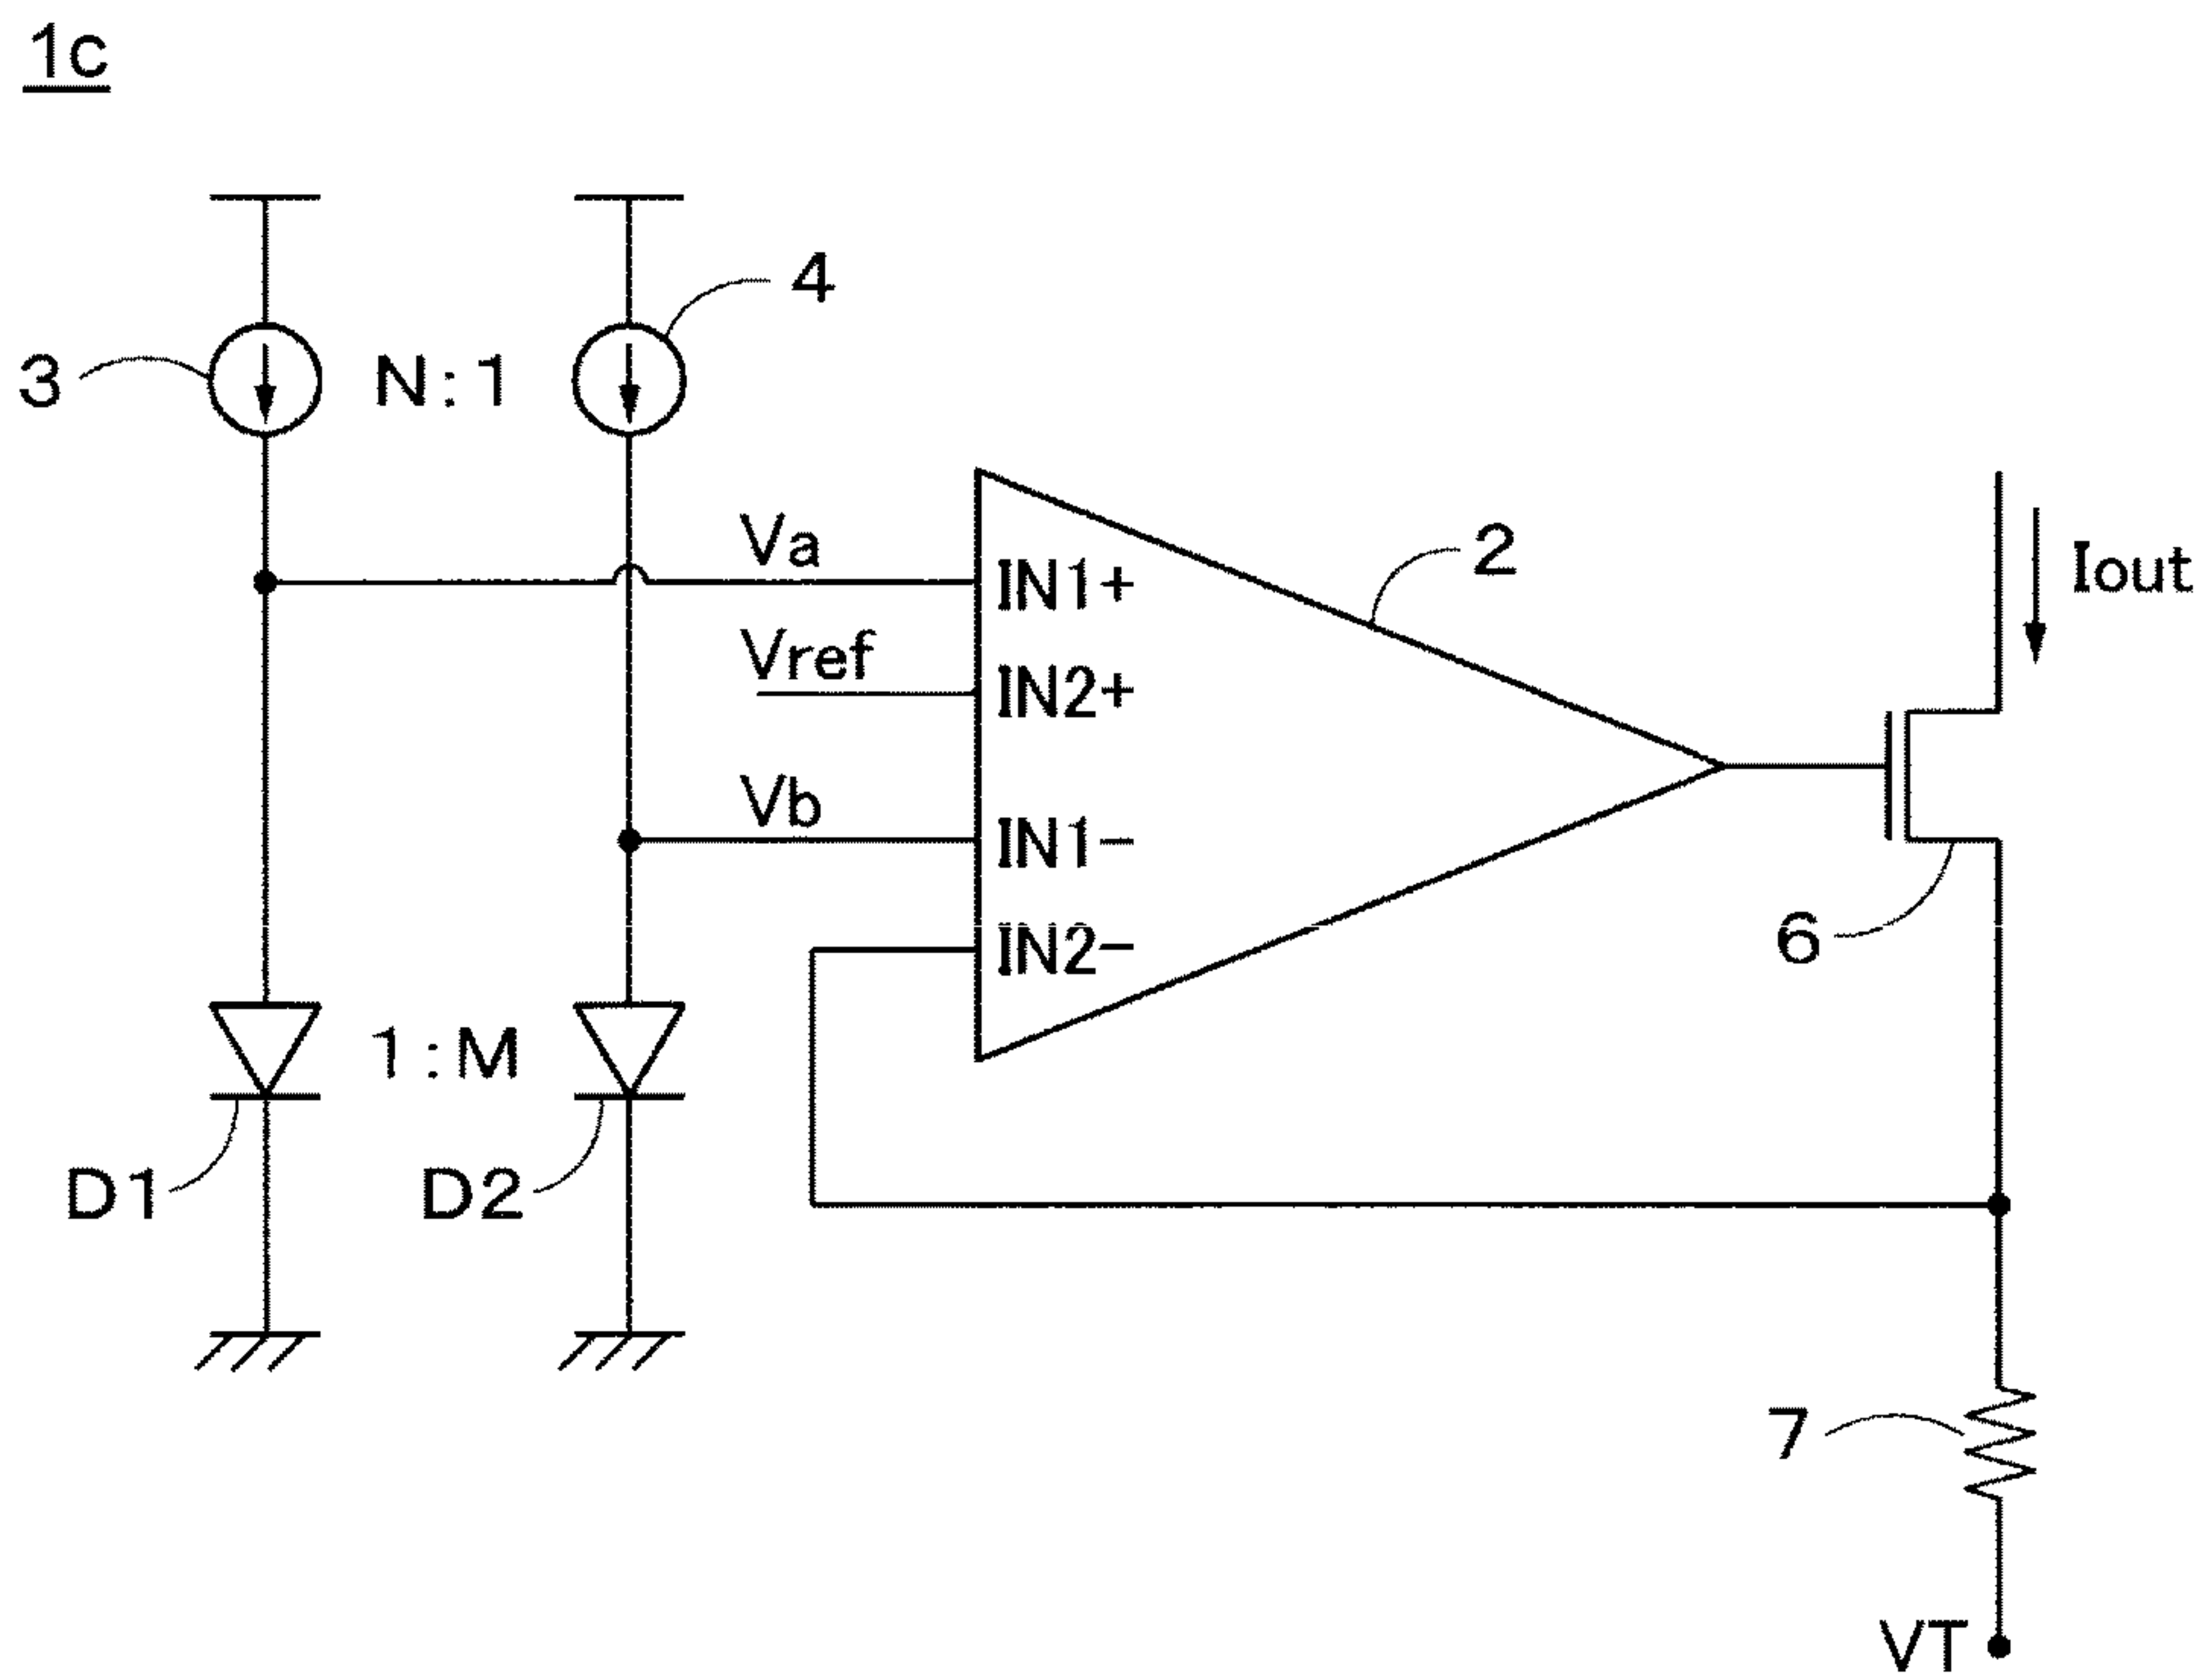 1c
4
3
N:1
Va
IN1+
2
Iout
Vref
IN2+
Vb
IN1-
6
IN2-
1:M
D1
D2
7
VT